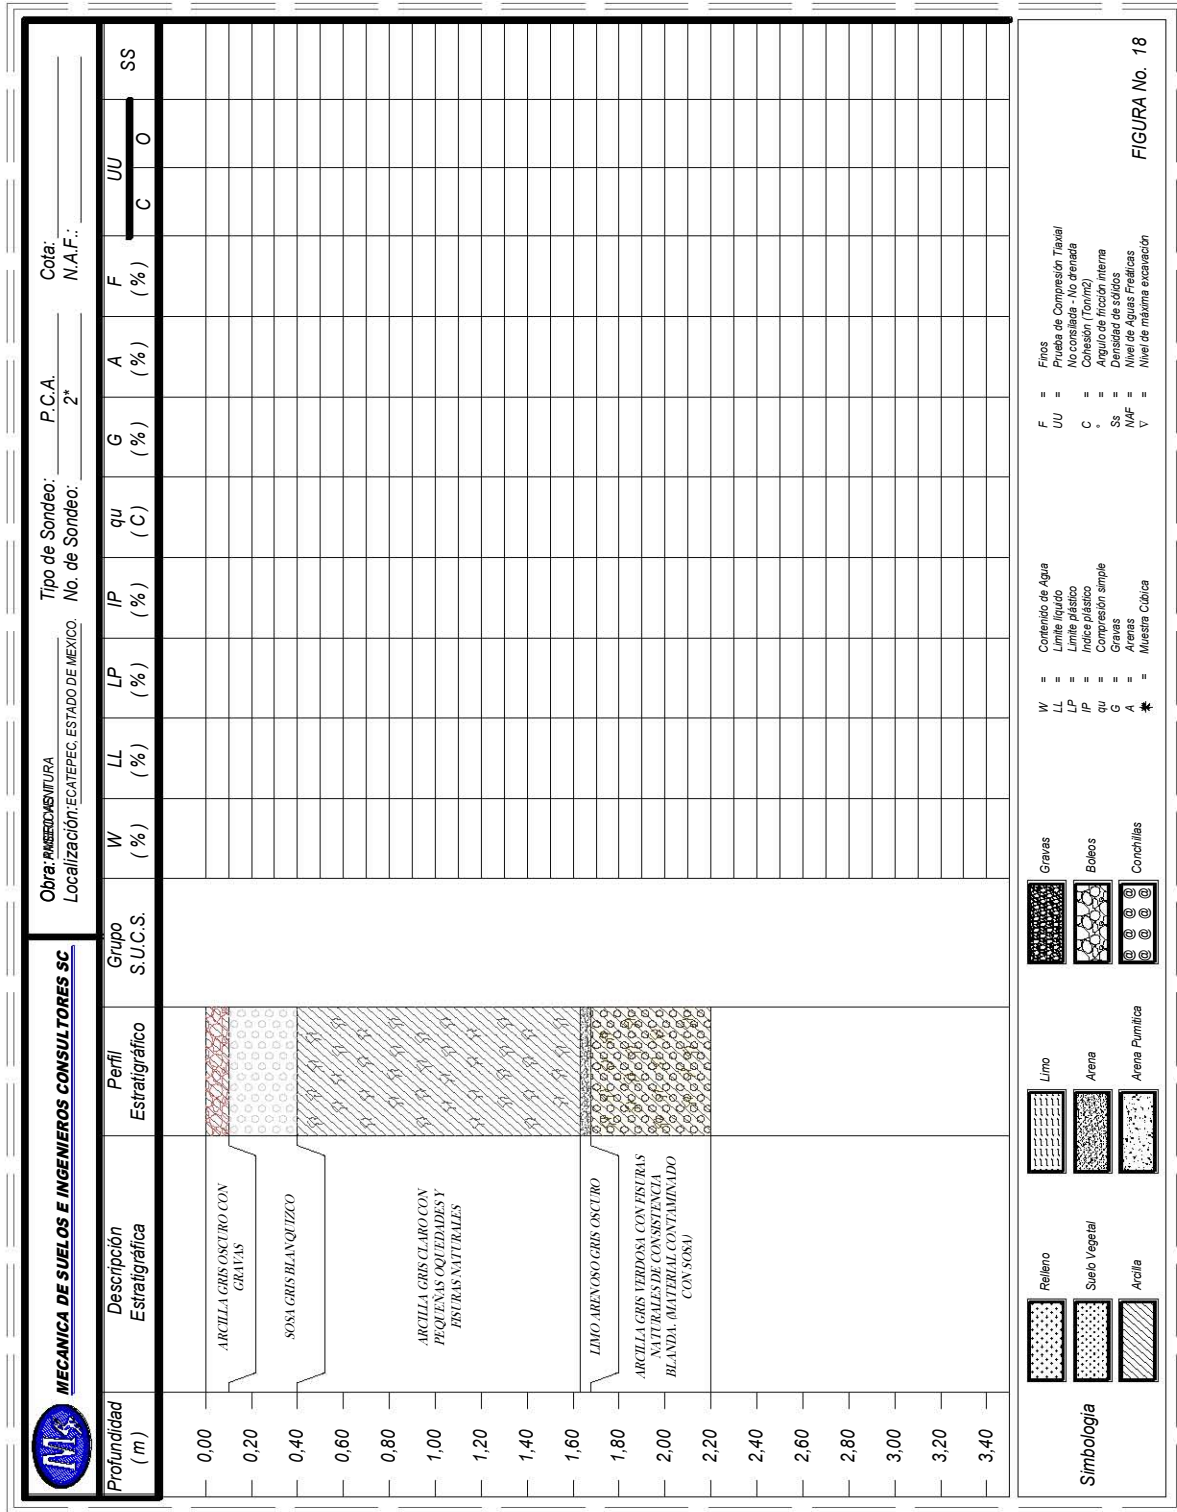 MECANICA DE SUELOS E INGENIEROS CONSULTORES SC
Obra:
Localización: ECATEPEC, ESTADO DE MEXICO.
Tipo de Sondeo: P.C.A.
No. de Sondeo: 2*
Cota:
N.A.F.:
Profundidad
( m )
Descripción
Estratigráfica
Perfil
Estratigráfico
Grupo
S.U.C.S.
W
( % )
LL
( % )
LP
( % )
IP
( % )
qu
( C )
G
( % )
A
( % )
F
( % )
UU
C O
SS
0,00
0,20
0,40
0,60
0,80
1,00
1,20
1,40
1,60
1,80
2,00
2,20
2,40
2,60
2,80
3,00
3,20
3,40
ARCILLA GRIS OSCURO CON
GRAVAS
SOSA GRIS BLANQUIZCO
ARCILLA GRIS CLARO CON
PEQUEÑAS OQUEDADES Y
FISURAS NATURALES
LIMO ARENOSO GRIS OSCURO
ARCILLA GRIS VERDOSA CON FISURAS
NATURALES DE CONSISTENCIA
BLANDA. (MATERIAL CONTAMINADO
CON SOSA)
Simbologia
Relleno
Suelo Vegetal
Arcilla
Limo
Arena
Arena Pumitica
Gravas
Boleos
Conchillas
W = Contenido de Agua
LL = Limite liquido
LP = Limite plástico
IP = Indice plástico
qu = Compresión simple
G = Gravas
A = Arenas
= Muestra Cúbica
F = Finos
UU = Prueba de Compresión Tiaxial
No consilada - No drenada
C = Cohesión (Ton/m2)
° = Angulo de fricción interna
Ss = Densidad de sólidos
NAF = Nivel de Aguas Freáticas
∇ = Nivel de máxima excavación
FIGURA No. 18